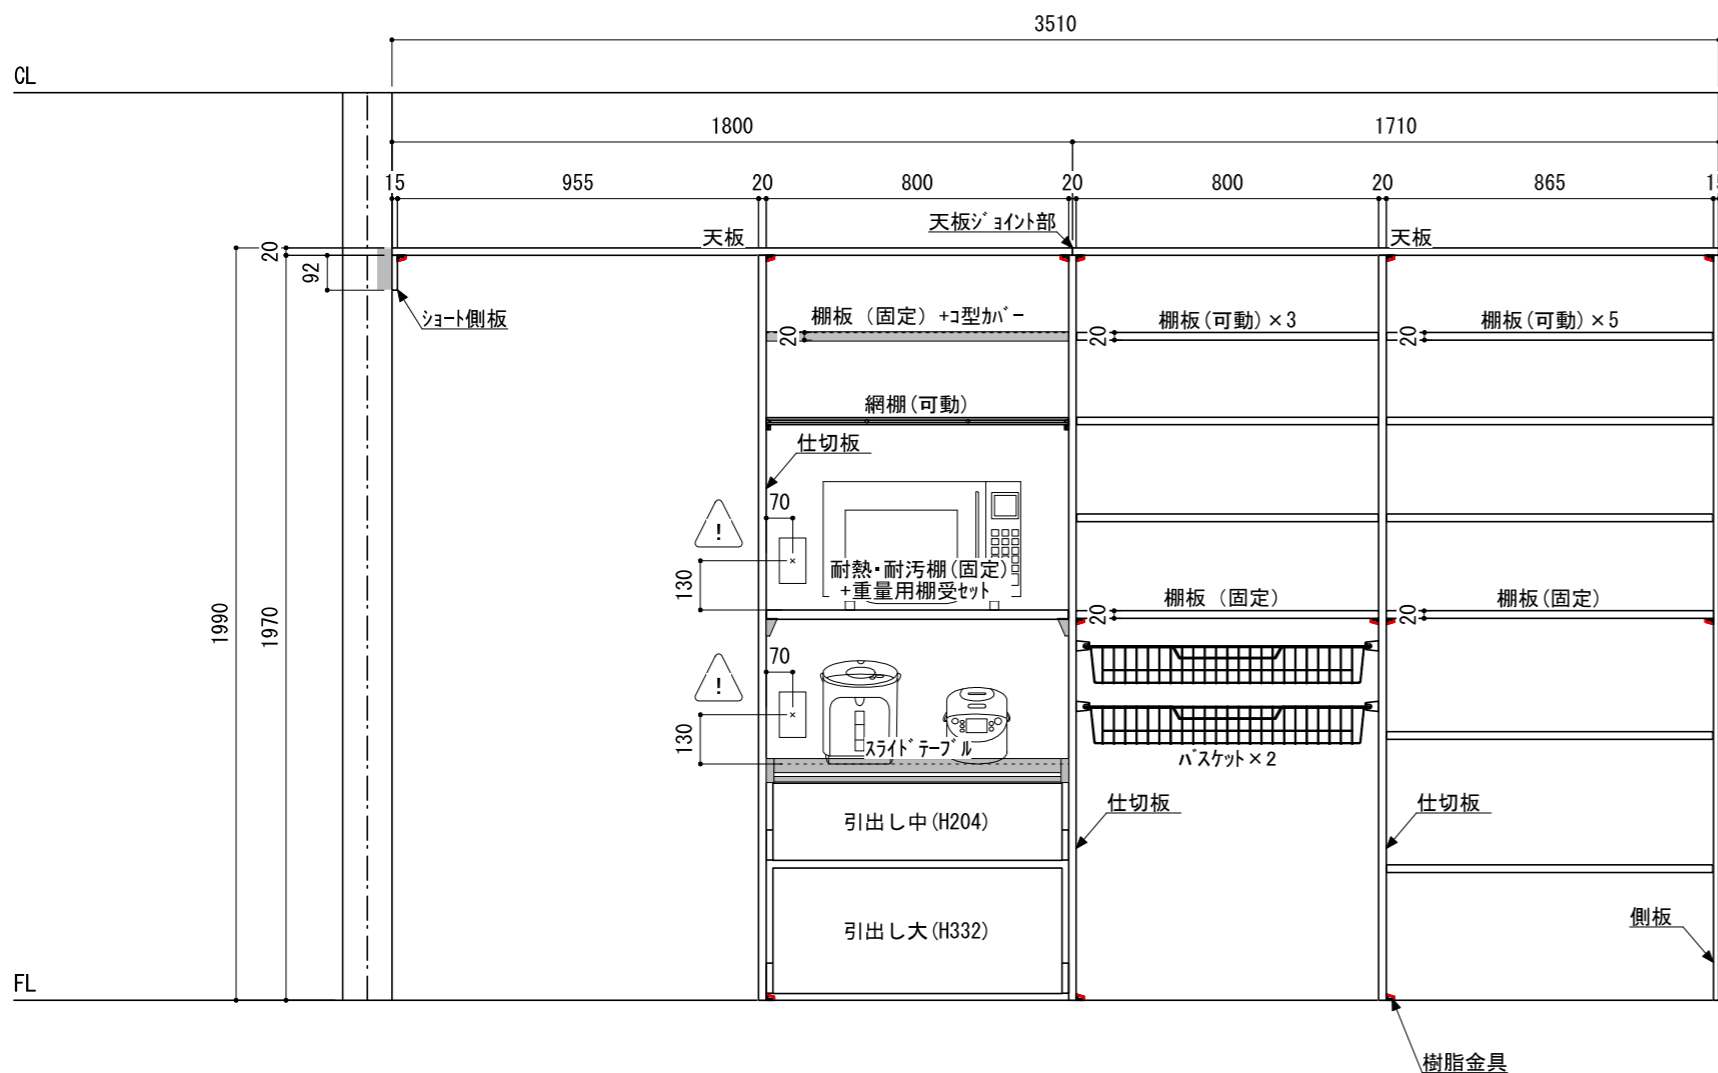 3510
CL
1800
1710
15
955
20
800
20
800
20
865
天板
天板ジョイント部
天板
20
92
ショート側板
棚板（固定）+コ型カバー
20
棚板(可動)×3
20
棚板(可動)×5
20
網棚(可動)
仕切板
70
!
130
耐熱・耐汚棚(固定)
+重量用棚受セット
棚板（固定）
20
棚板(固定)
20
1990
1970
70
!
130
スライドテーブル
バスケット×2
引出し中(H204)
仕切板
仕切板
引出し大(H332)
側板
FL
樹脂金具